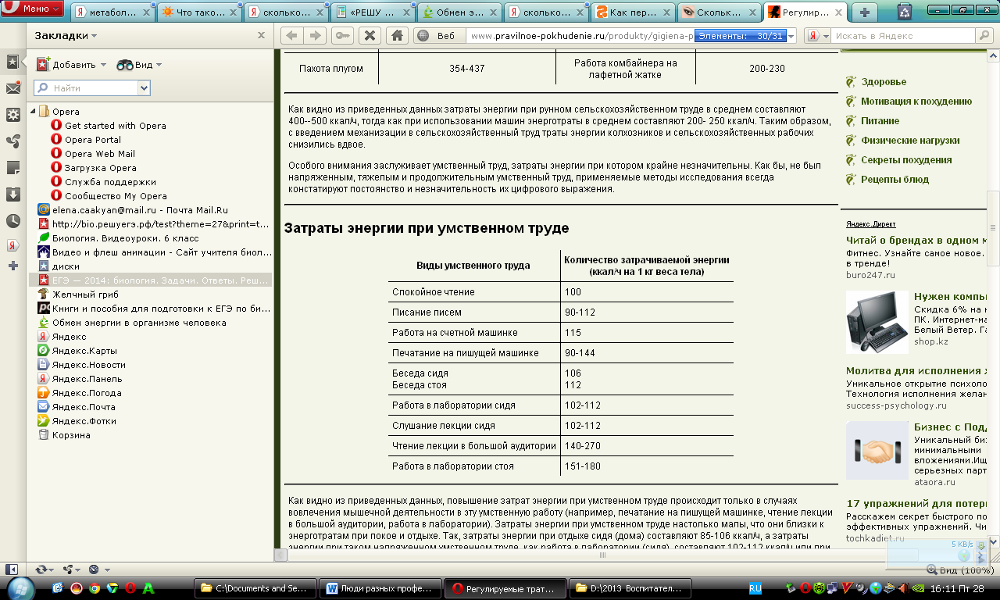 Меню
метабол...
Что тако...
сколько...
РЕШУ ...
Обмен э...
сколько...
Как пер...
Скольк...
Регулир...
Закладки
Веб
www.pravilnoe-pokhudenie.ru/produkty/gigiena-p
Элементы: 30/31
Искать в Яндекс
Добавить
Вид
Найти
Opera
Get started with Opera
Opera Portal
Opera Web Mail
Загрузка Opera
Служба поддержки
Сообщество My Opera
elena.caakyan@mail.ru - Почта Mail.Ru
http://bio.решуегэ.рф/test?theme=27&print=t...
Биология. Видеоуроки. 6 класс
Видео и флеш анимации - Сайт учителя биол...
диски
ЕГЭ — 2014: биология. Задачи. Ответы. Реш...
Желчный гриб
Книги и пособия для подготовки к ЕГЭ по би...
Обмен энергии в организме человека
Яндекс
Яндекс.Карты
Яндекс.Новости
Яндекс.Панель
Яндекс.Погода
Яндекс.Почта
Яндекс.Фотки
Корзина
Пахота плугом 354-437 Работа комбайнера на лафетной жатке 200-230
Как видно из приведенных данных затраты энергии при рунном сельскохозяйственном труде в среднем составляют
400--500 ккал/ч, тогда как при использовании машин энерготраты в среднем составляют 200- 250 ккал/ч. Таким образом,
с введением механизации в сельскохозяйственный труд траты энергии колхозников и сельскохозяйственных рабочих
снизились вдвое.
Особого внимания заслуживает умственный труд, затраты энергии при котором крайне незначительны. Как бы, не был
напряженным, тяжелым и продолжительным умственный труд, применяемые методы исследования всегда
констатируют постоянство и незначительность их цифрового выражения.
Затраты энергии при умственном труде
Виды умственного труда Количество затрачиваемой энергии
(ккал/ч на 1 кг веса тела)
Спокойное чтение 100
Писание писем 90-112
Работа на счетной машинке 115
Печатание на пишущей машинке 90-144
Беседа сидя 106
Беседа стоя 112
Работа в лаборатории сидя 102-112
Слушание лекции сидя 102-112
Чтение лекции в большой аудитории 140-270
Работа в лаборатории стоя 151-180
Как видно из приведенных данных, повышение затрат энергии при умственном труде происходит только в случаях
вовлечения мышечной деятельности в эту умственную работу (например, печатание на пишущей машинке, чтение лекции
в большой аудитории, работа в лаборатории). Затраты энергии при умственном труде настолько малы, что они близки к
энерготратам при покое и отдыхе. Так, затраты энергии при отдыхе сидя (дома) составляют 85-106 ккал/ч, а затраты
энергии при таком напряженном умственном труде, как работа в лаборатории (сидя), составляют 102-112 ккал/ч или при
Здоровье
Мотивация к похудению
Питание
Физические нагрузки
Секреты похудения
Рецепты блюд
Яндекс.Директ
Читай о брендах в одном м
Фитнес. Узнайте самое новое.
в тренде!
buro247.ru
Нужен компь
Скидка 6% на к
ПК. Интернет-ма
Белый Ветер. Га
shop.kz
Молитва для исполнения ж
Уникальное открытие психоло
Технология исполнения желан
success-psychology.ru
Бизнес с Подд
Уникальный биз
минимальными
вложениями.Ищ
серьезных парт
ataora.ru
17 упражнений для потер
Расскажем секрет быстрого по
эффективных упражнений. Чи
tochkadiet.ru
5 KB/s
Вид (100%)
C:\Documents and Se...
Люди разных профе...
Регулируемые трат...
D:\2013 Воспитател...
RU
16:11 Пт 28